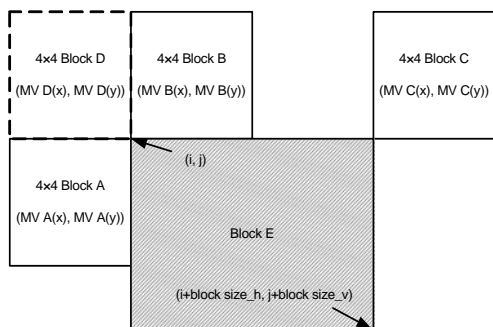 4×4 Block D
(MV D(x), MV D(y))
4×4 Block B
(MV B(x), MV B(y))
4×4 Block C
(MV C(x), MV C(y))
(i, j)
4×4 Block A
(MV A(x), MV A(y))
Block E
(i+block size_h, j+block size_v)